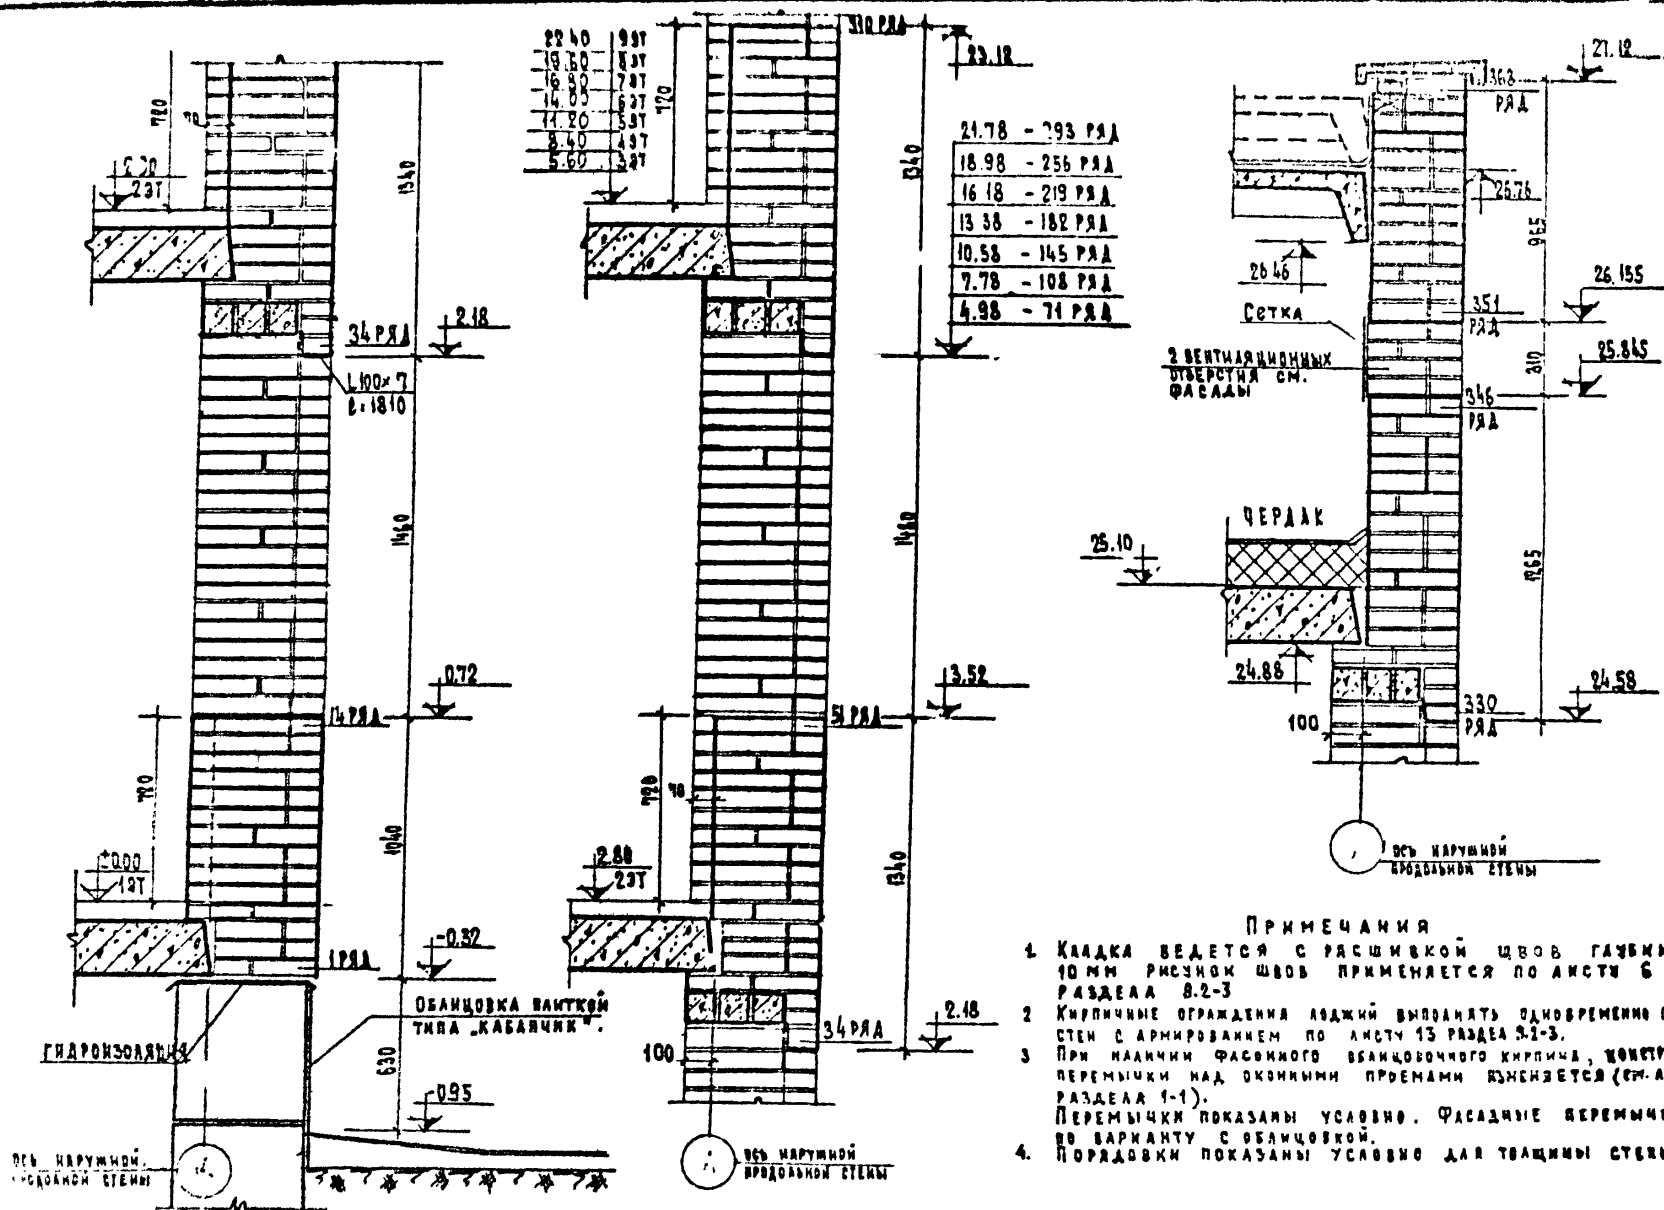 720
70
2ЭТ
1340
34 РЯД
2.18
L 100×7
ℓ=1810
1460
0.72
14 РЯД
720
±0.00
1ЭТ
1040
1 РЯД
-0.32
ОБЛИЦОВКА ПЛИТКОЙ
ТИПА „КАБАНЧИК".
ГИДРОИЗОЛЯЦИЯ
630
-0.95
ОСЬ НАРУЖНОЙ
ПРОДОЛЬНОЙ СТЕНЫ
22.40 9ЭТ
19.60 8ЭТ
16.80 7ЭТ
14.00 6ЭТ
11.20 5ЭТ
8.40 4ЭТ
5.60 3ЭТ
720
310 РЯД
23.12
1340
21.78 - 293 РЯД
18.98 - 256 РЯД
16.18 - 219 РЯД
13.38 - 182 РЯД
10.58 - 145 РЯД
7.78 - 108 РЯД
4.98 - 71 РЯД
1460
3.52
51 РЯД
720
70
2.80
2ЭТ
1340
34 РЯД
2.18
100
ОСЬ НАРУЖНОЙ
ПРОДОЛЬНОЙ СТЕНЫ
27.12
363
РЯД
26.76
965
26.46
26.155
СЕТКА
351
РЯД
2 ВЕНТИЛЯЦИОННЫХ
ОТВЕРСТИЯ СМ.
ФАСАДЫ
310
25.845
346
РЯД
ЧЕРДАК
25.10
1265
24.88
24.58
330
РЯД
100
ОСЬ НАРУЖНОЙ
ПРОДОЛЬНОЙ СТЕНЫ
ПРИМЕЧАНИЯ
1. КЛАДКА ВЕДЕТСЯ С РАСШИВКОЙ ШВОВ
10 ММ РИСУНОК ШВОВ ПРИМЕНЯЕТСЯ ПО ЛИСТУ 6
РАЗДЕЛА 9.2-3
2 КИРПИЧНЫЕ ОГРАЖДЕНИЯ ЛОДЖИЙ ВЫПОЛНЯТЬ ОДНОВРЕМЕННО
СТЕН С АРМИРОВАНИЕМ ПО ЛИСТУ 13 РАЗДЕЛА 9.2-3.
3 ПРИ НАЛИЧИИ ФАСОННОГО ОБЛИЦОВОЧНОГО КИРПИЧА,
ПЕРЕМЫЧКИ НАД ОКОННЫМИ ПРОЕМАМИ ИЗМЕНЯЕТСЯ (СМ.
РАЗДЕЛА 1-1).
ПЕРЕМЫЧКИ ПОКАЗАНЫ УСЛОВНО. ФАСАДНЫЕ
ПО ВАРИАНТУ С ОБЛИЦОВКОЙ.
4. ПОРЯДОВКИ ПОКАЗАНЫ УСЛОВНО ДЛЯ ТОЛЩИНЫ